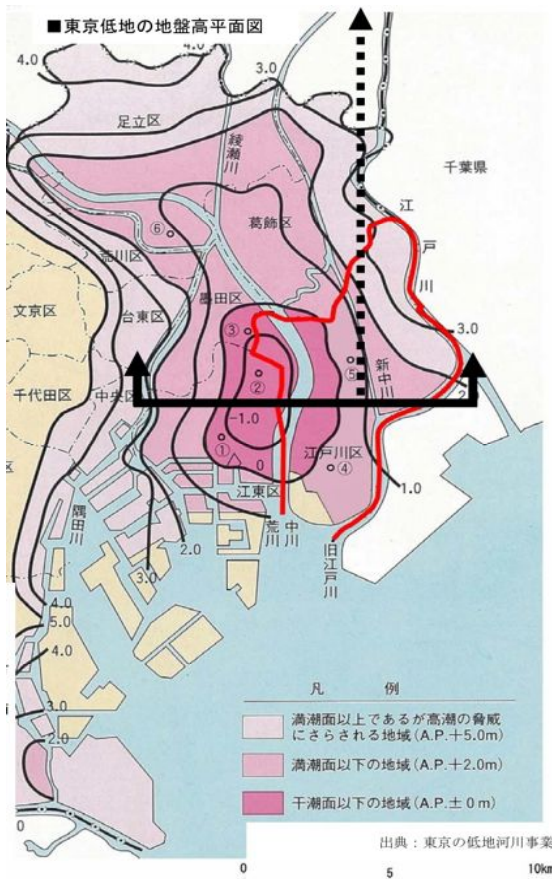 ■東京低地の地盤高平面図
4.0
4.0
3.0
足立区
綾瀬川
千葉県
江戸川
葛飾区
⑥
荒川区
墨田区
文京区
台東区
③
3.0
⑤
新中川
②
千代田区
中央区
2.0
-1.0
区
①
江戸川区
④
0
江東区
1.0
隅田川
荒川
中川
旧江戸川
2.0
3.0
4.0
5.0
4.0
3.0
2.0
0
凡 例
満潮面以上であるが高潮の脅威
にさらされる地域(A.P.+5.0m)
満潮面以下の地域(A.P.+2.0m)
干潮面以下の地域(A.P.±0m)
出典:東京の低地河川事業
0 5 10km